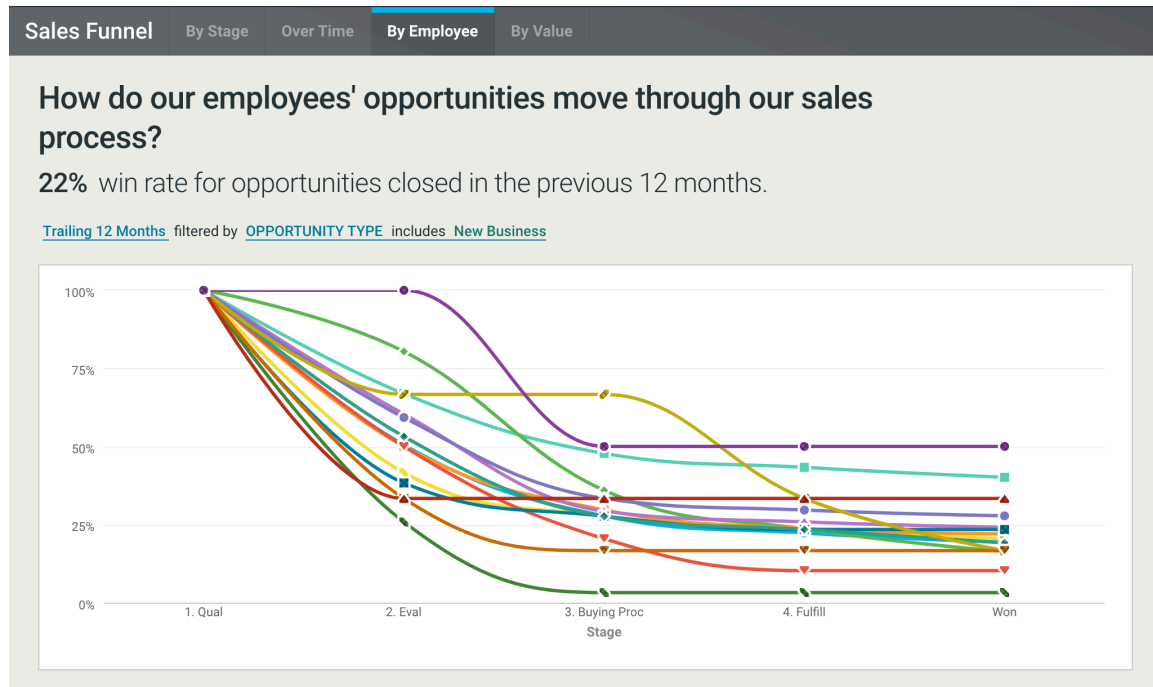 Sales Funnel By Stage Over Time By Employee By Value
How do our employees' opportunities move through our sales
process?
22% win rate for opportunities closed in the previous 12 months.
Trailing 12 Months filtered by OPPORTUNITY TYPE includes New Business
100%
75%
50%
25%
0%
1. Qual 2. Eval 3. Buying Proc 4. Fulfill Won
Stage